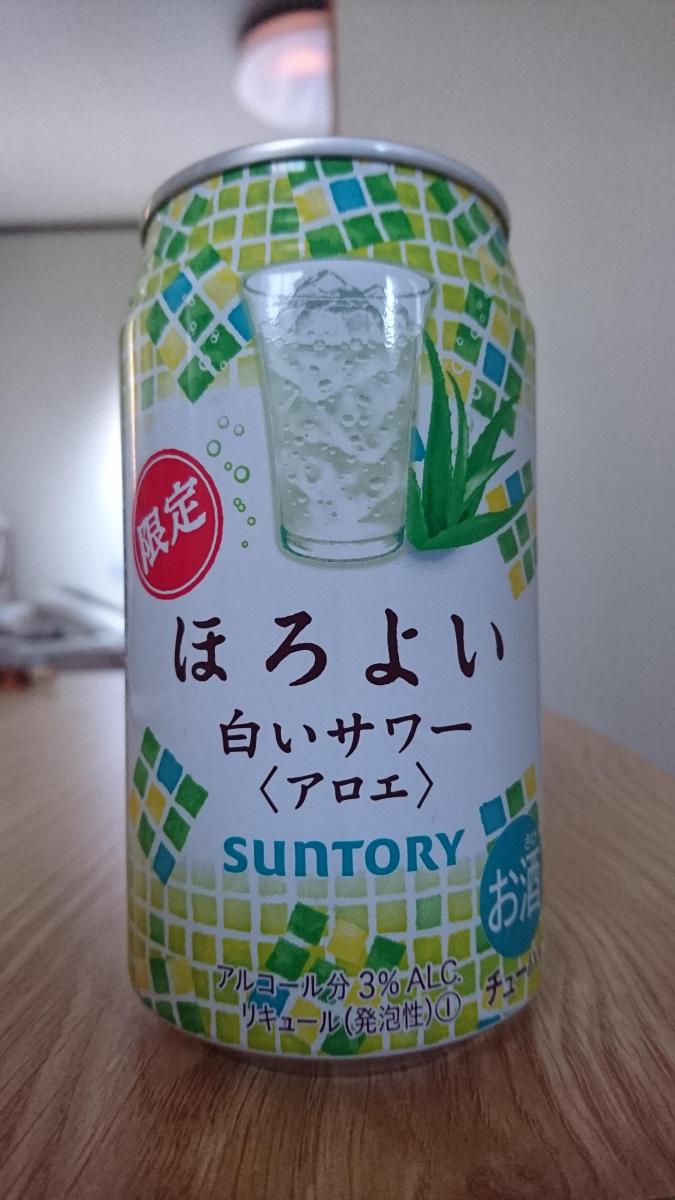 限定
ほろよい
白いサワー
〈アロエ〉
SUNTORY
お酒
アルコール分 3% ALC.
リキュール(発泡性)①